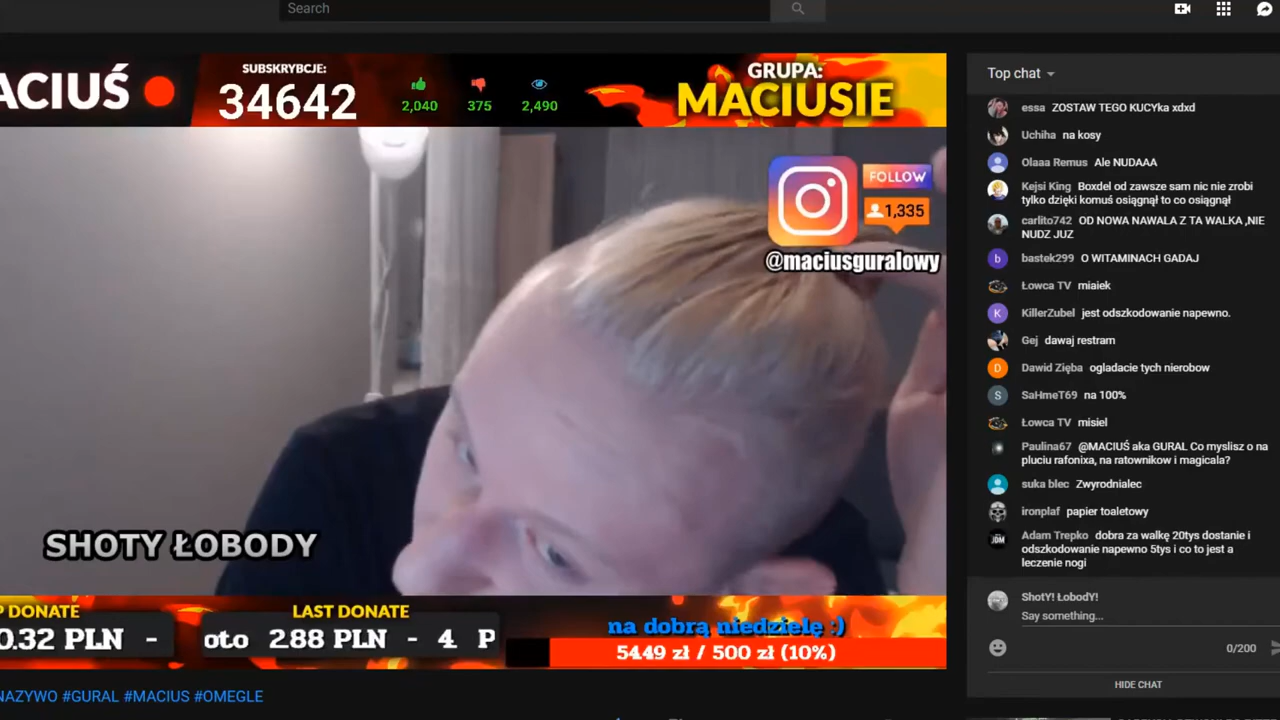 Search
ACIUŚ
SUBSKRYBCJE:
34642
2,040
375
2,490
GRUPA:
MACIUSIE
FOLLOW
1,335
@maciusguralowy
SHOTY ŁOBODY
P DONATE
0.32 PLN -
LAST DONATE
oto 2.88 PLN - 4 P
na dobrą niedzielę :)
54.49 zł / 500 zł (10%)
NAZYWO #GURAL #MACIUS #OMEGLE
Top chat
essa ZOSTAW TEGO KUCYka xdxd
Uchiha na kosy
Olaaa Remus Ale NUDAAA
Kejsi King Boxdel od zawsze sam nic nie zrobi
tylko dzięki komuś osiągnął to co osiągnął
carlito742 OD NOWA NAWALA Z TA WALKA ,NIE
NUDZ JUZ
b bastek299 O WITAMINACH GADAJ
Łowca TV miaiek
K KillerZubel jest odszkodowanie napewno.
Gej dawaj restram
D Dawid Zięba ogladacie tych nierobow
S SaHmeT69 na 100%
Łowca TV misiel
Paulina67 @MACIUŚ aka GURAL Co myslisz o na
pluciu rafonixa, na ratownikow i magicala?
suka blec Zwyrodnialec
ironplaf papier toaletowy
JDM Adam Trepko dobra za walkę 20tys dostanie i
odszkodowanie napewno 5tys i co to jest a
leczenie nogi
ShotY! ŁobodY!
Say something...
0/200
HIDE CHAT